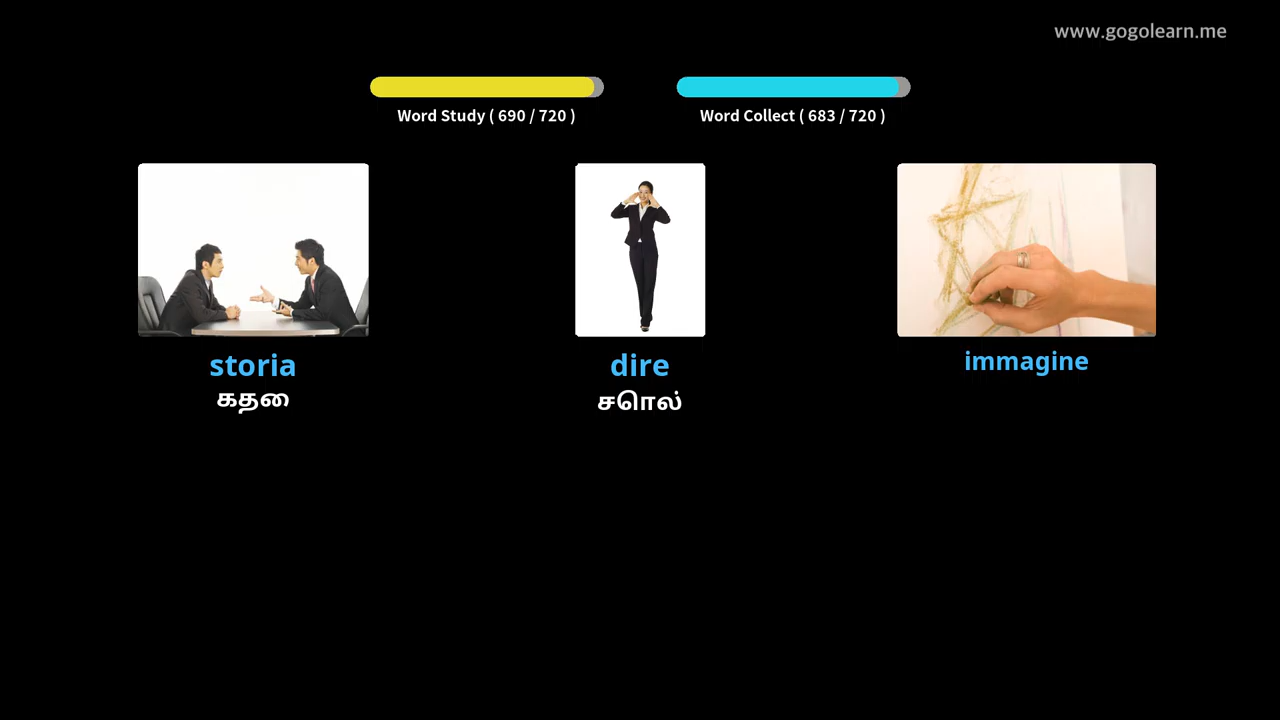 www.gogolearn.me
Word Study ( 690 / 720 )
Word Collect ( 683 / 720 )
storia
கதை
dire
சொல்
immagine